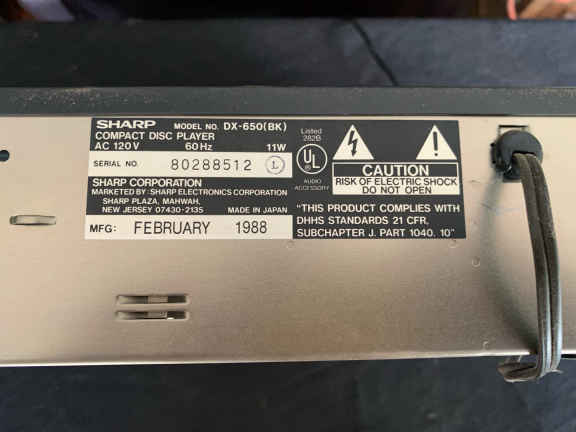 SHARP MODEL NO. DX-650(BK)
COMPACT DISC PLAYER
AC 120V 60Hz 11W
SERIAL NO. 80288512 L
SHARP CORPORATION
MARKETED BY: SHARP ELECTRONICS CORPORATION
SHARP PLAZA, MAHWAH,
NEW JERSEY 07430-2135 MADE IN JAPAN
MFG: FEBRUARY 1988
Listed
282B
UL
AUDIO
ACCESSORY
CAUTION
RISK OF ELECTRIC SHOCK
DO NOT OPEN
"THIS PRODUCT COMPLIES WITH
DHHS STANDARDS 21 CFR,
SUBCHAPTER J. PART 1040. 10"